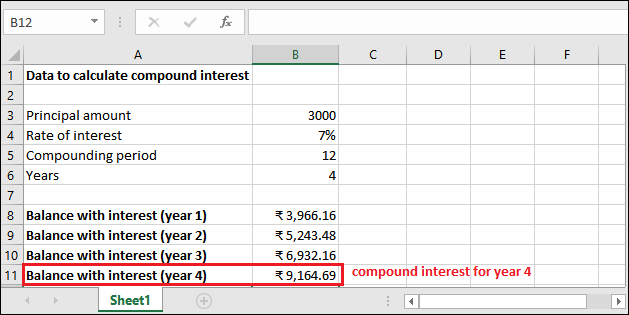 B12 fx
A B C D E F
1 Data to calculate compound interest
2
3 Principal amount 3000
4 Rate of interest 7%
5 Compounding period 12
6 Years 4
7
8 Balance with interest (year 1) ₹ 3,966.16
9 Balance with interest (year 2) ₹ 5,243.48
10 Balance with interest (year 3) ₹ 6,932.16
11 Balance with interest (year 4) ₹ 9,164.69 compound interest for year 4
Sheet1